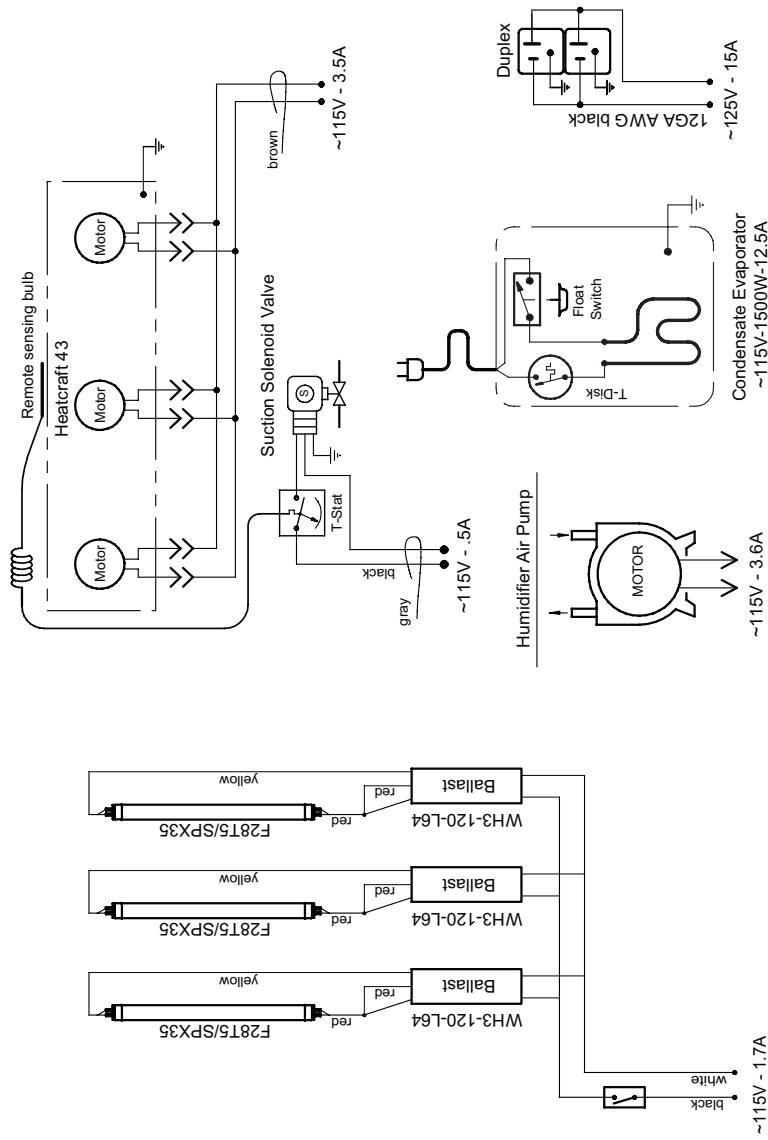 Remote sensing bulb
Heatcraft 43
Motor
Motor
Motor
brown
~115V - 3.5A
Suction Solenoid Valve
S
T-Stat
black
gray
~115V - .5A
Duplex
12GA AWG black
~125V - 15A
Float
Switch
T-Disk
Condensate Evaporator
~115V-1500W-12.5A
Humidifier Air Pump
MOTOR
~115V - 3.6A
yellow
red
red
F28T5/SPX35
Ballast
WH3-120-L64
yellow
red
red
F28T5/SPX35
Ballast
WH3-120-L64
yellow
red
red
F28T5/SPX35
Ballast
WH3-120-L64
white
black
~115V - 1.7A